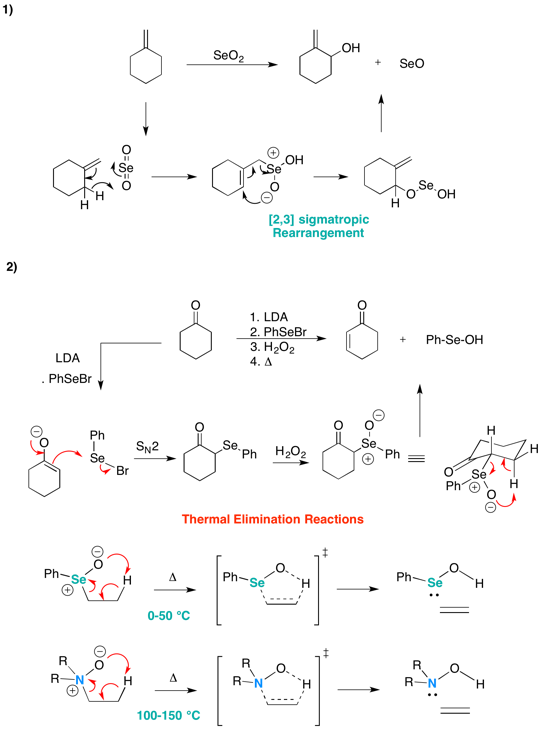 1)
SeO2
OH
+
SeO
O
Se
O
H
H
+
Se
OH
O
−
O
Se
OH
H
[2,3] sigmatropic
Rearrangement
2)
O
1. LDA
2. PhSeBr
3. H2O2
4. Δ
O
+
Ph-Se-OH
LDA
. PhSeBr
−
O
Ph
Se
Br
SN2
O
Se
Ph
H2O2
O
O
−
Se
Ph
+
H
O
H
Ph
Se
+
O
−
Thermal Elimination Reactions
Ph
Se
+
O
−
H
Δ
0-50 °C
Ph
Se
O
H
‡
Ph
Se
O
H
R
R
N
+
O
−
H
Δ
100-150 °C
R
R
N
O
H
‡
R
R
N
O
H